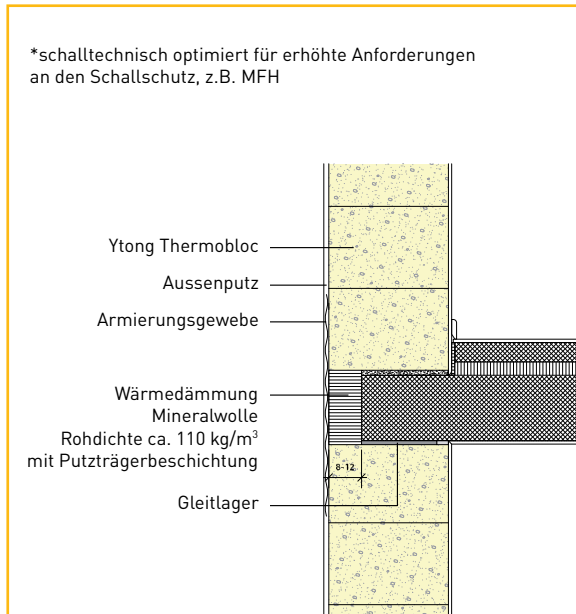 *schalltechnisch optimiert für erhöhte Anforderungen
an den Schallschutz, z.B. MFH
Ytong Thermobloc
Aussenputz
Armierungsgewebe
Wärmedämmung
Mineralwolle
Rohdichte ca. 110 kg/m³
mit Putzträgerbeschichtung
8-12
Gleitlager